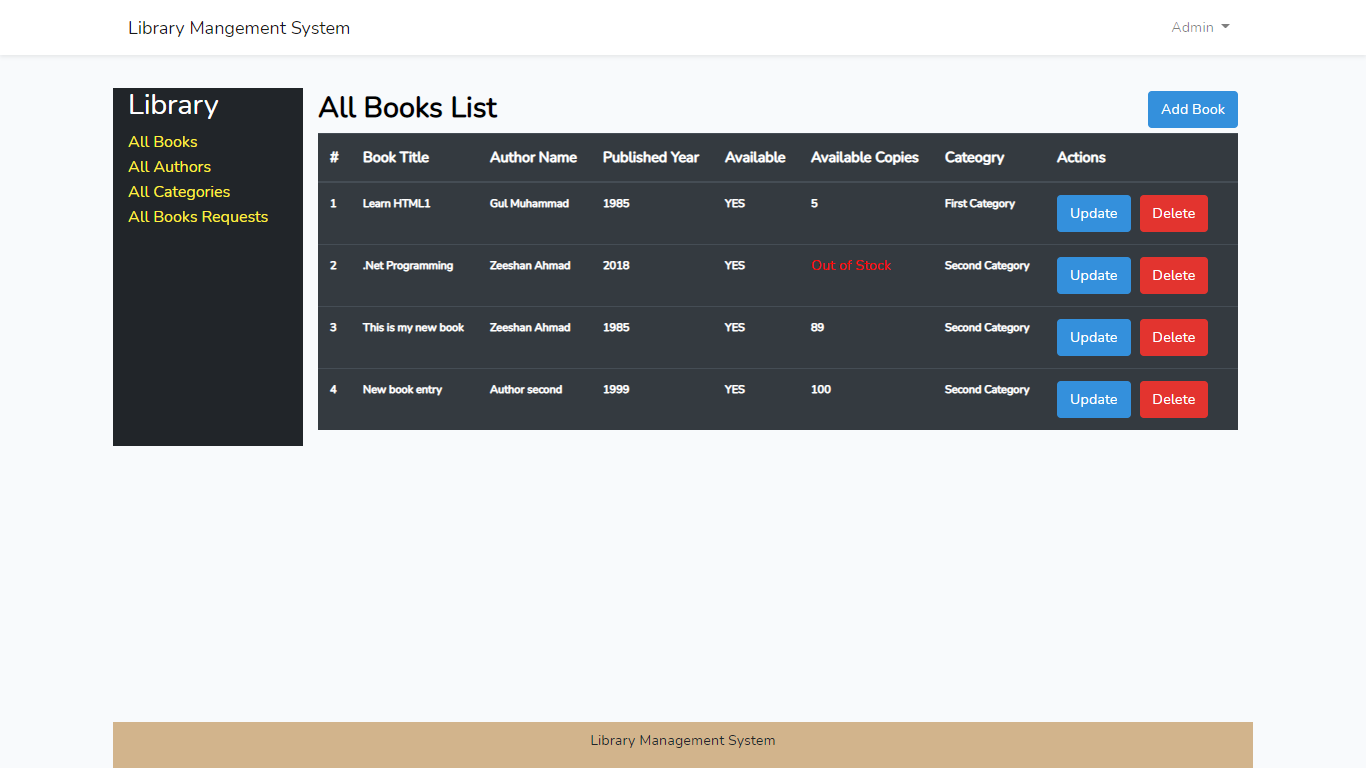 Library Mangement System
Admin
Library
All Books
All Authors
All Categories
All Books Requests
All Books List
Add Book
# Book Title Author Name Published Year Available Available Copies Cateogry Actions
1 Learn HTML1 Gul Muhammad 1985 YES 5 First Category Update Delete
2 .Net Programming Zeeshan Ahmad 2018 YES Out of Stock Second Category Update Delete
3 This is my new book Zeeshan Ahmad 1985 YES 89 Second Category Update Delete
4 New book entry Author second 1999 YES 100 Second Category Update Delete
Library Management System